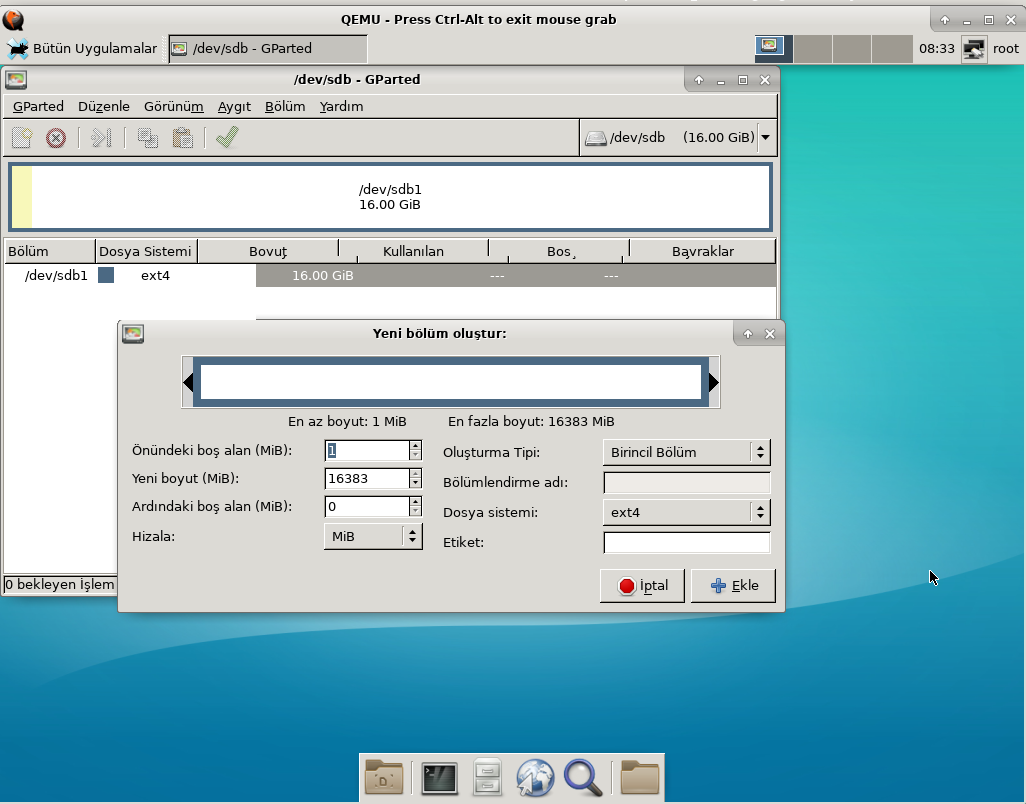 QEMU - Press Ctrl-Alt to exit mouse grab
Bütün Uygulamalar /dev/sdb - GParted 08:33 root
/dev/sdb - GParted
GParted Düzenle Görünüm Aygıt Bölüm Yardım
/dev/sdb (16.00 GiB)
/dev/sdb1
16.00 GiB
Bölüm Dosya Sistemi Boyut Kullanılan Boş Bayraklar
/dev/sdb1 ext4 16.00 GiB --- ---
Yeni bölüm oluştur:
En az boyut: 1 MiB En fazla boyut: 16383 MiB
Önündeki boş alan (MiB): 1
Yeni boyut (MiB): 16383
Ardındaki boş alan (MiB): 0
Hizala: MiB
Oluşturma Tipi: Birincil Bölüm
Bölümlendirme adı:
Dosya sistemi: ext4
Etiket:
İptal Ekle
0 bekleyen İşlem
D